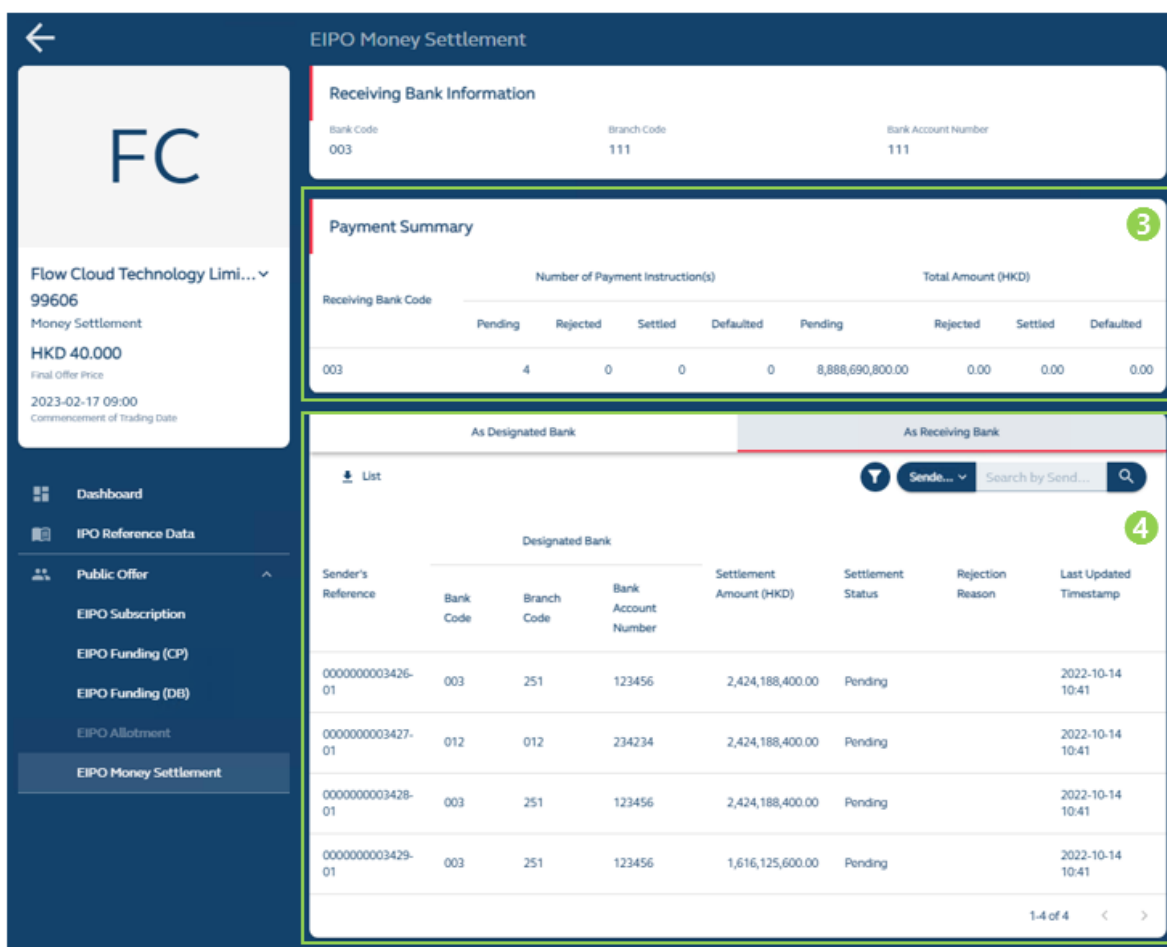 EIPO Money Settlement
FC
Flow Cloud Technology Limi...
99606
Money Settlement
HKD 40.000
Final Offer Price
2023-02-17 09:00
Commencement of Trading Date
Dashboard
IPO Reference Data
Public Offer
EIPO Subscription
EIPO Funding (CP)
EIPO Funding (DB)
EIPO Allotment
EIPO Money Settlement
Receiving Bank Information
Bank Code Branch Code Bank Account Number
003 111 111
Payment Summary
3
Number of Payment Instruction(s) Total Amount (HKD)
Receiving Bank Code
Pending Rejected Settled Defaulted Pending Rejected Settled Defaulted
003 4 0 0 0 8,888,690,800.00 0.00 0.00 0.00
As Designated Bank As Receiving Bank
List Sende... Search by Send...
4
Designated Bank
Sender's Settlement Settlement Rejection Last Updated
Reference Amount (HKD) Status Reason Timestamp
Bank Branch Bank
Code Code Account
Number
0000000003426- 003 251 123456 2,424,188,400.00 Pending 2022-10-14
01 10:41
0000000003427- 012 012 234234 2,424,188,400.00 Pending 2022-10-14
01 10:41
0000000003428- 003 251 123456 2,424,188,400.00 Pending 2022-10-14
01 10:41
0000000003429- 003 251 123456 1,616,125,600.00 Pending 2022-10-14
01 10:41
1-4 of 4